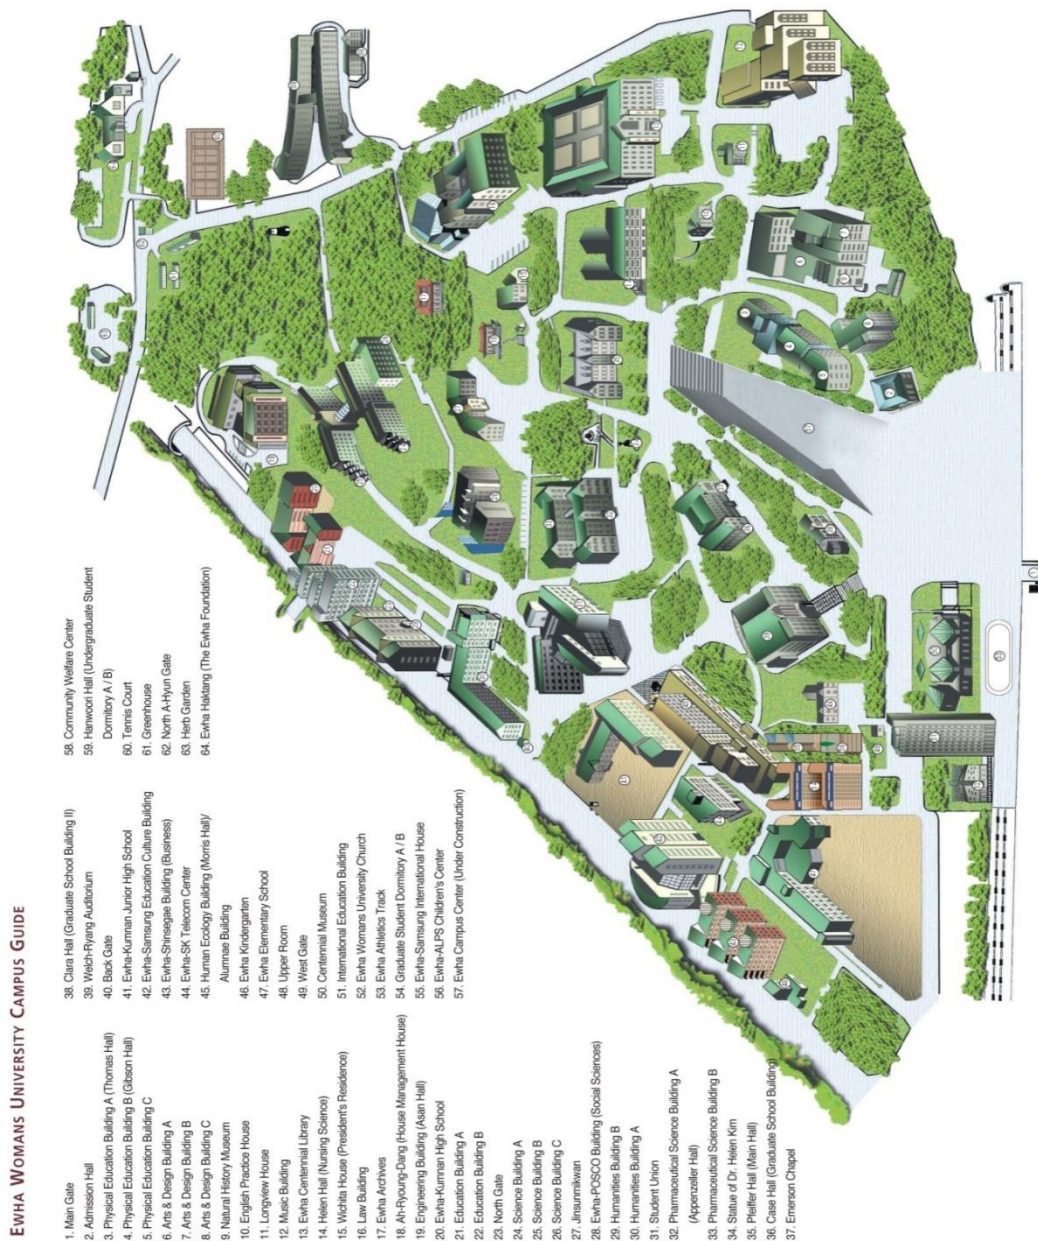 EWHA WOMANS UNIVERSITY CAMPUS GUIDE
1. Main Gate
2. Admission Hall
3. Physical Education Building A (Thomas Hall)
4. Physical Education Building B (Gibson Hall)
5. Physical Education Building C
6. Arts & Design Building A
7. Arts & Design Building B
8. Arts & Design Building C
9. Natural History Museum
10. English Practice House
11. Longview House
12. Music Building
13. Ewha Centennial Library
14. Helen Hall (Nursing Science)
15. Wichita House (President's Residence)
16. Law Building
17. Ewha Archives
18. Ah-Ryoung-Dang (House Management House)
19. Engineering Building (Asan Hall)
20. Ewha-Kumnan High School
21. Education Building A
22. Education Building B
23. North Gate
24. Science Building A
25. Science Building B
26. Science Building C
27. Jinsunmikwan
28. Ewha-POSCO Building (Social Sciences)
29. Humanities Building B
30. Humanities Building A
31. Student Union
32. Pharmaceutical Science Building A
(Appenzeller Hall)
33. Pharmaceutical Science Building B
34. Statue of Dr. Helen Kim
35. Pfeiffer Hall (Main Hall)
36. Case Hall (Graduate School Building)
37. Emerson Chapel
38. Clara Hall (Graduate School Building II)
39. Welch-Ryang Auditorium
40. Back Gate
41. Ewha-Kumnan Junior High School
42. Ewha-Samsung Education Culture Building
43. Ewha-Shinsegae Building (Business)
44. Ewha-SK Telecom Center
45. Human Ecology Building (Morris Hall)/
Alumnae Building
46. Ewha Kindergarten
47. Ewha Elementary School
48. Upper Room
49. West Gate
50. Centennial Museum
51. International Education Building
52. Ewha Womans University Church
53. Ewha Athletics Track
54. Graduate Student Dormitory A / B
55. Ewha-Samsung International House
56. Ewha-ALPS Children's Center
57. Ewha Campus Center (Under Construction)
58. Community Welfare Center
59. Hanwoori Hall (Undergraduate Student
Dormitory A / B)
60. Tennis Court
61. Greenhouse
62. North A-Hyun Gate
63. Herb Garden
64. Ewha Haktang (The Ewha Foundation)